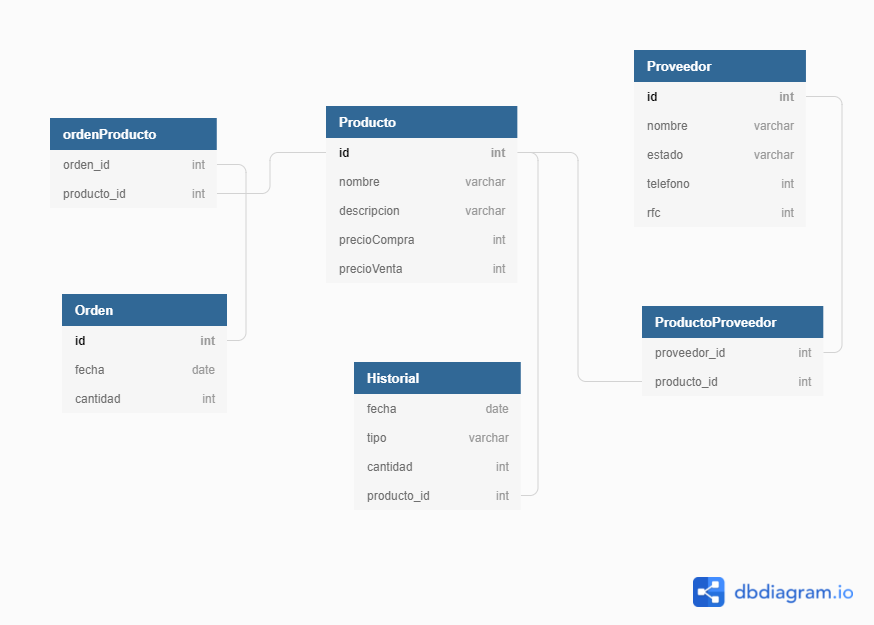 ordenProducto
orden_id int
producto_id int
Orden
id int
fecha date
cantidad int
Producto
id int
nombre varchar
descripcion varchar
precioCompra int
precioVenta int
Historial
fecha date
tipo varchar
cantidad int
producto_id int
Proveedor
id int
nombre varchar
estado varchar
telefono int
rfc int
ProductoProveedor
proveedor_id int
producto_id int
dbdiagram.io